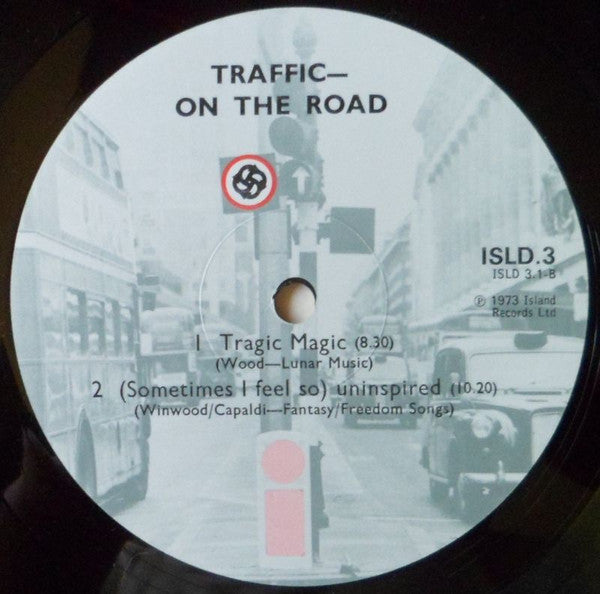 TRAFFIC—
ON THE ROAD
ISLD.3
ISLD 3.1-B
℗ 1973 Island
Records Ltd
1 Tragic Magic (8.30)
(Wood—Lunar Music)
2 (Sometimes I feel so) uninspired (10.20)
(Winwood/Capaldi—Fantasy/Freedom Songs)